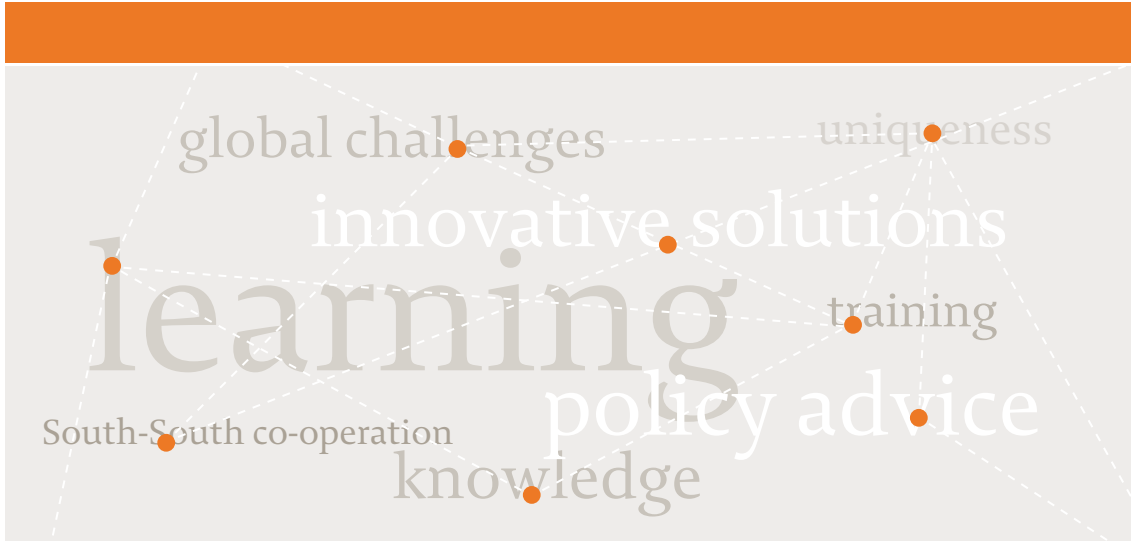 global challenges
uniqueness
innovative solutions
learning
training
policy advice
South-South co-operation
knowledge